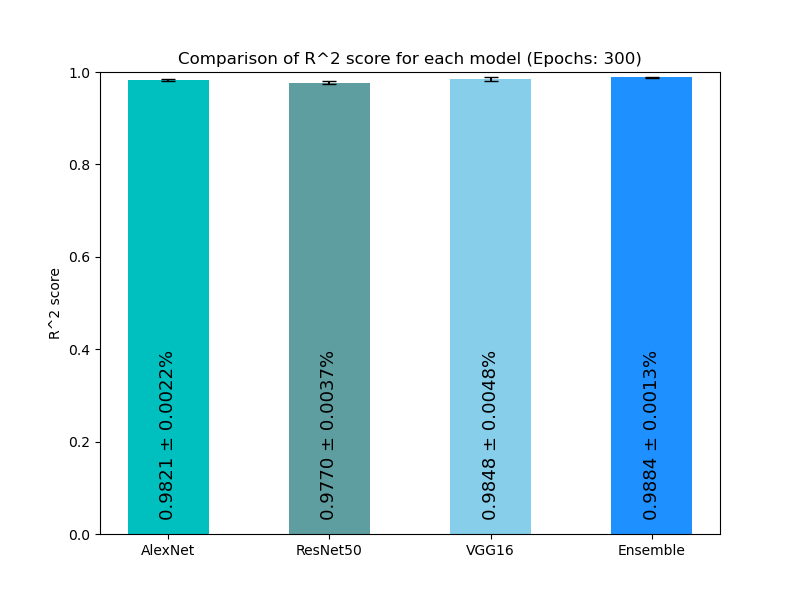 Comparison of R^2 score for each model (Epochs: 300)
R^2 score
1.0
0.8
0.6
0.4
0.2
0.0
0.9821 ± 0.0022%
0.9770 ± 0.0037%
0.9848 ± 0.0048%
0.9884 ± 0.0013%
AlexNet
ResNet50
VGG16
Ensemble